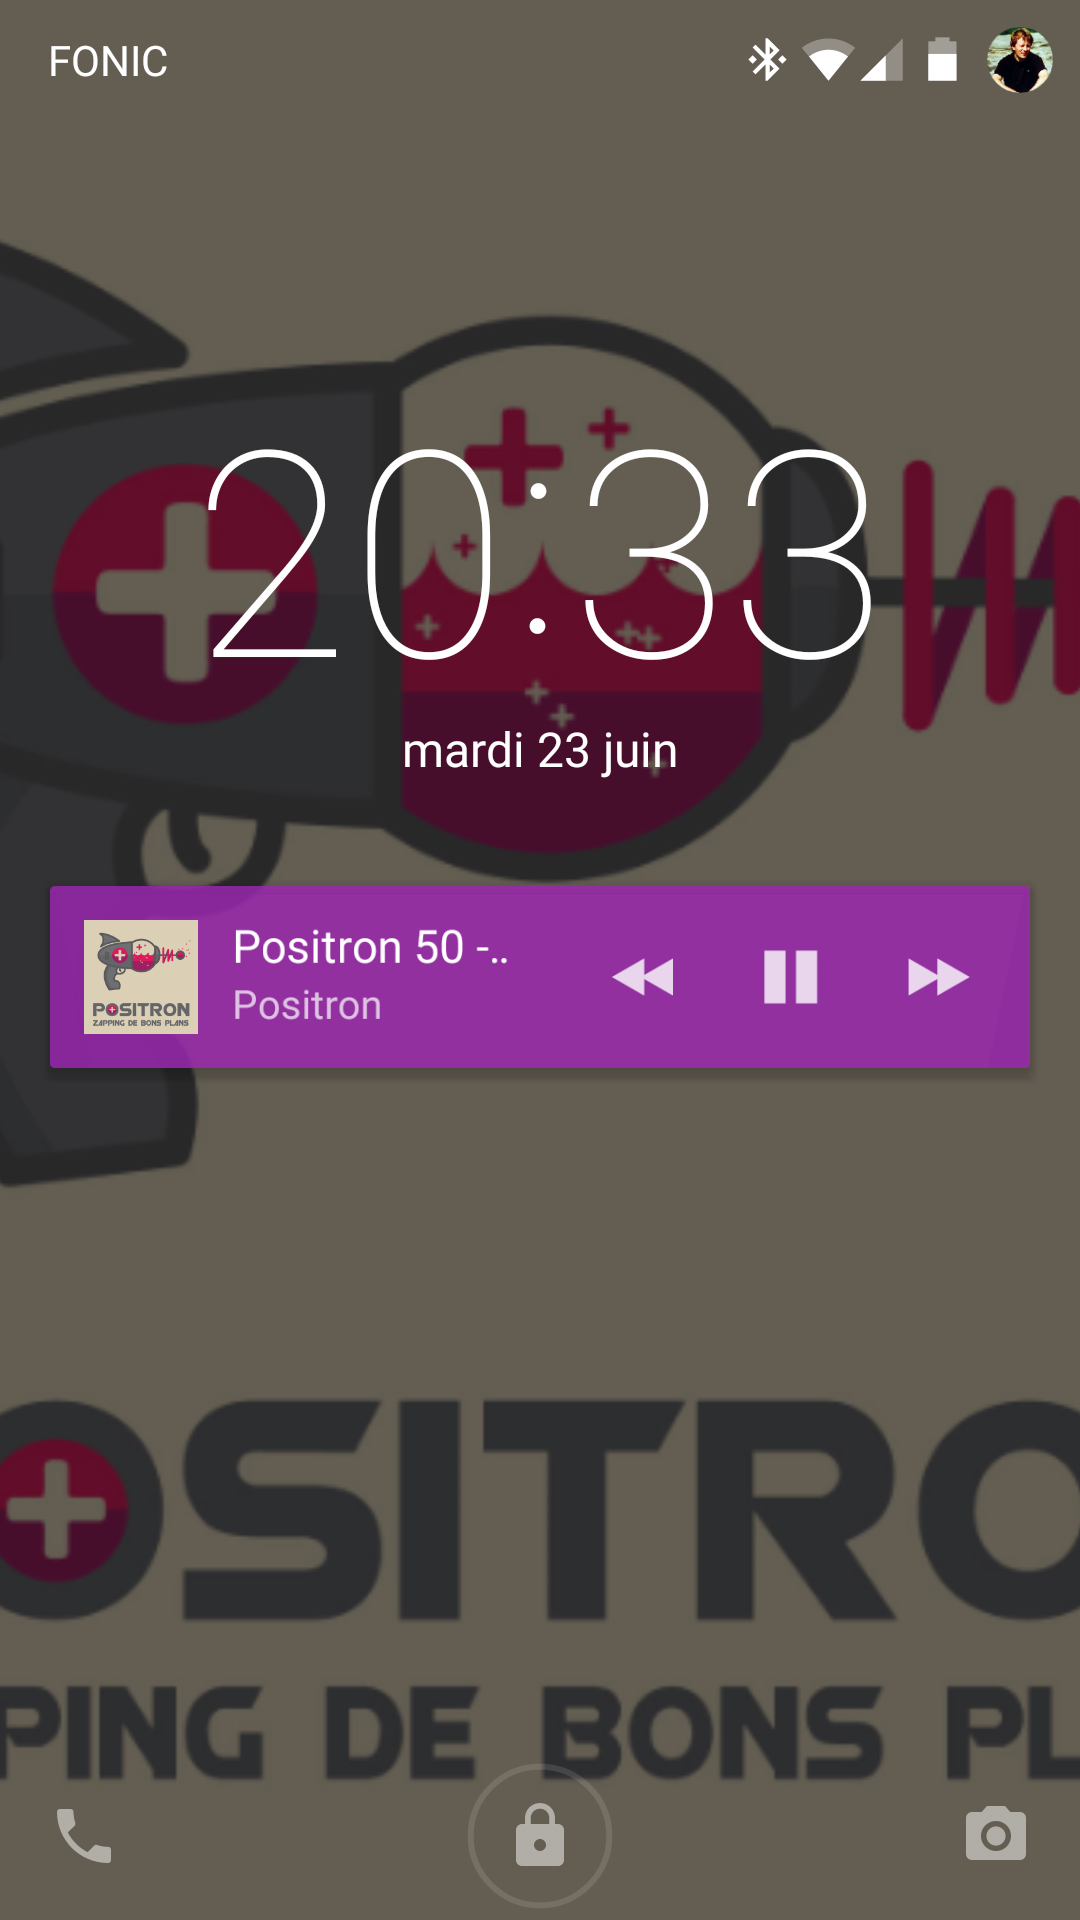 FONIC
20:33
mardi 23 juin
Positron 50 -..
Positron
POSITRON
ZAPPING DE BONS PLANS
OSITRO
PING DE BONS PL